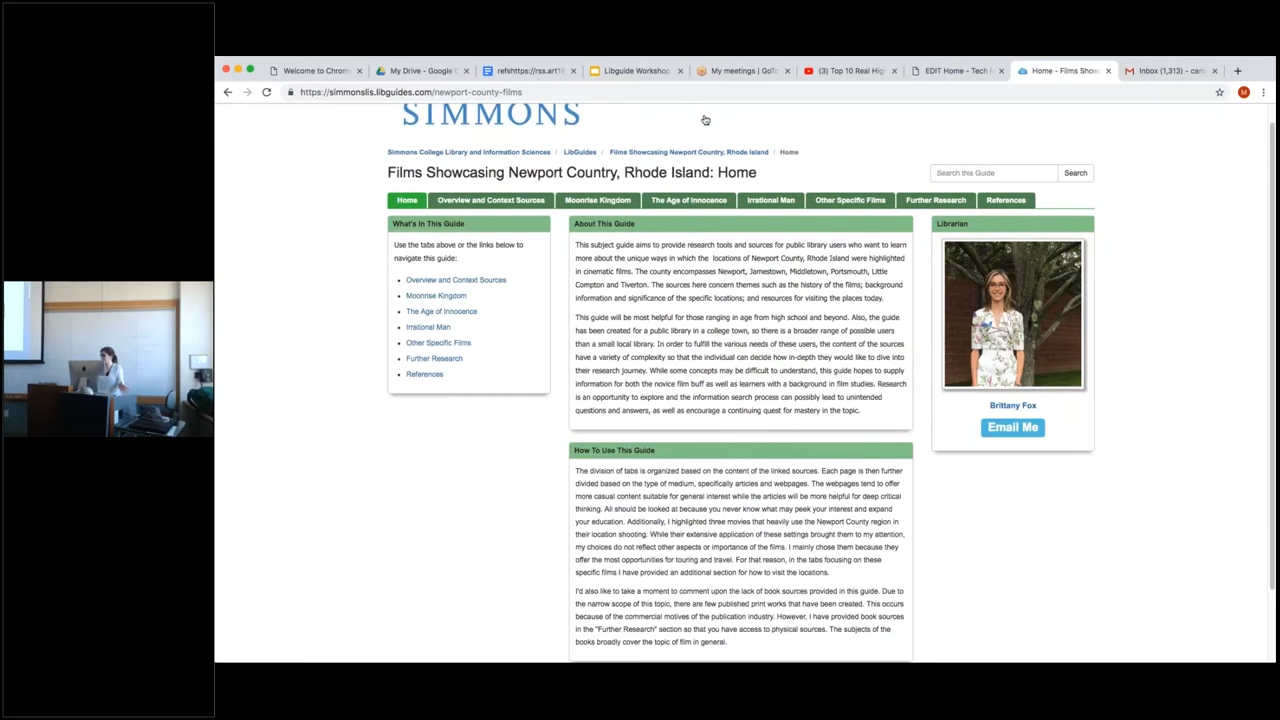 Welcome to Chrom
My Drive - Google D
refshttps://rss.art19
Libguide Workshop
My meetings | GoTo
(3) Top 10 Real High
EDIT Home - Tech M
Home - Films Show
Inbox (1,313) - cari
https://simmonslis.libguides.com/newport-county-films
M
SIMMONS
Simmons College Library and Information Sciences / LibGuides / Films Showcasing Newport Country, Rhode Island / Home
Films Showcasing Newport Country, Rhode Island: Home
Search this Guide
Search
Home
Overview and Context Sources
Moonrise Kingdom
The Age of Innocence
Irrational Man
Other Specific Films
Further Research
References
What's In This Guide
Use the tabs above or the links below to
navigate this guide:
Overview and Context Sources
Moonrise Kingdom
The Age of Innocence
Irrational Man
Other Specific Films
Further Research
References
About This Guide
This subject guide aims to provide research tools and sources for public library users who want to learn
more about the unique ways in which the locations of Newport County, Rhode Island were highlighted
in cinematic films. The county encompasses Newport, Jamestown, Middletown, Portsmouth, Little
Compton and Tiverton. The sources here concern themes such as the history of the films; background
information and significance of the specific locations; and resources for visiting the places today.
This guide will be most helpful for those ranging in age from high school and beyond. Also, the guide
has been created for a public library in a college town, so there is a broader range of possible users
than a small local library. In order to fulfill the various needs of these users, the content of the sources
have a variety of complexity so that the individual can decide how in-depth they would like to dive into
their research journey. While some concepts may be difficult to understand, this guide hopes to supply
information for both the novice film buff as well as learners with a background in film studies. Research
is an opportunity to explore and the information search process can possibly lead to unintended
questions and answers, as well as encourage a continuing quest for mastery in the topic.
How To Use This Guide
The division of tabs is organized based on the content of the linked sources. Each page is then further
divided based on the type of medium, specifically articles and webpages. The webpages tend to offer
more casual content suitable for general interest while the articles will be more helpful for deep critical
thinking. All should be looked at because you never know what may peek your interest and expand
your education. Additionally, I highlighted three movies that heavily use the Newport County region in
their location shooting. While their extensive application of these settings brought them to my attention,
my choices do not reflect other aspects or importance of the films. I mainly chose them because they
offer the most opportunities for touring and travel. For that reason, in the tabs focusing on these
specific films I have provided an additional section for how to visit the locations.
I'd also like to take a moment to comment upon the lack of book sources provided in this guide. Due to
the narrow scope of this topic, there are few published print works that have been created. This occurs
because of the commercial motives of the publication industry. However, I have provided book sources
in the "Further Research" section so that you have access to physical sources. The subjects of the
books broadly cover the topic of film in general.
Librarian
Brittany Fox
Email Me